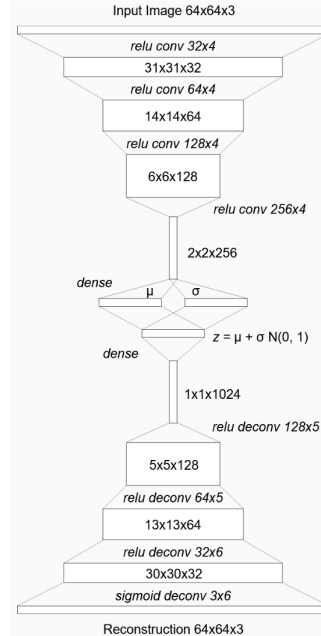 Input Image 64x64x3
relu conv 32x4
31x31x32
relu conv 64x4
14x14x64
relu conv 128x4
6x6x128
relu conv 256x4
2x2x256
dense
μ
σ
z = μ + σ N(0, 1)
dense
1x1x1024
relu deconv 128x5
5x5x128
relu deconv 64x5
13x13x64
relu deconv 32x6
30x30x32
sigmoid deconv 3x6
Reconstruction 64x64x3